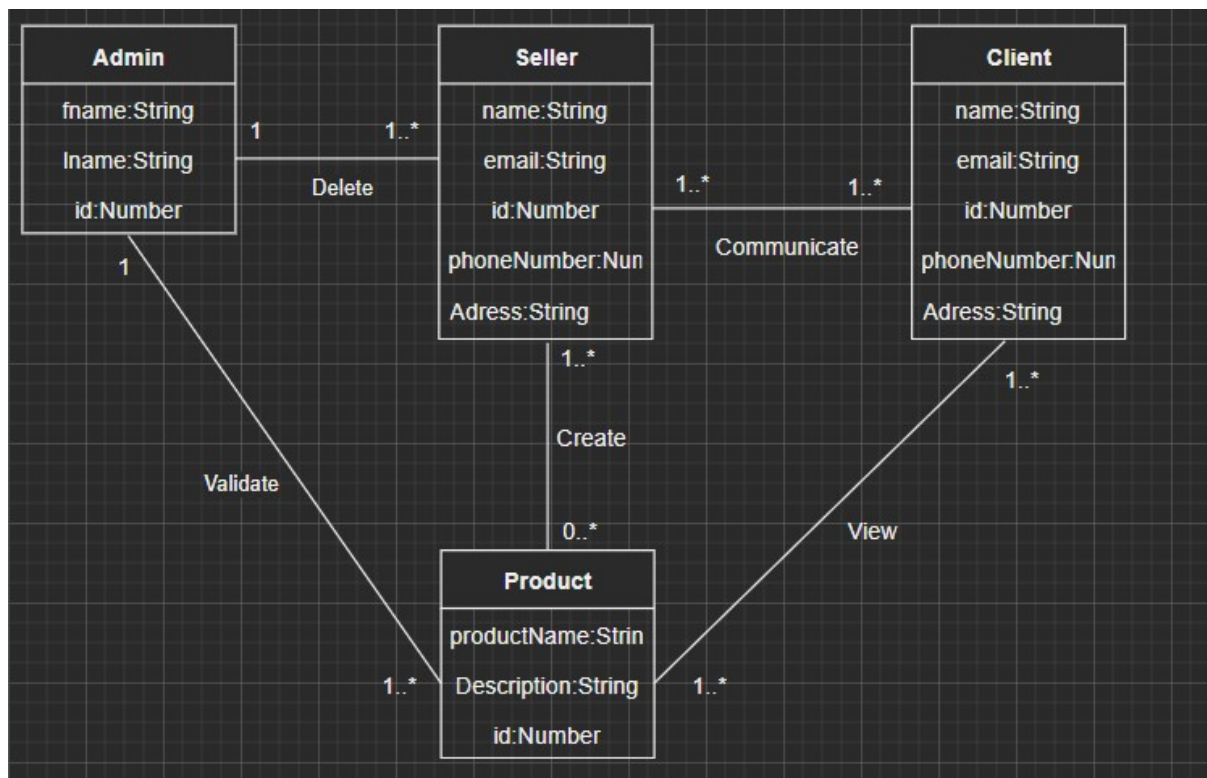 Admin
fname:String
lname:String
id:Number
1
1..*
Delete
Seller
name:String
email:String
id:Number
phoneNumber:Nun
Adress:String
1..*
1..*
Communicate
Client
name:String
email:String
id:Number
phoneNumber:Nun
Adress:String
1
Validate
1..*
1..*
Create
0..*
1..*
View
1..*
Product
productName:Strin
Description:String
id:Number